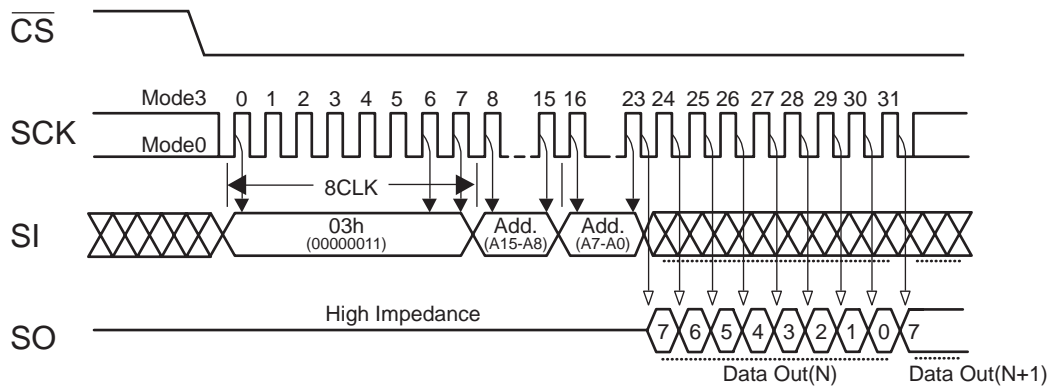 CS
Mode3 0 1 2 3 4 5 6 7 8 15 16 23 24 25 26 27 28 29 30 31
SCK
Mode0
8CLK
SI
03h Add. Add.
(00000011) (A15-A8) (A7-A0)
High Impedance
SO
7 6 5 4 3 2 1 0 7
Data Out(N) Data Out(N+1)